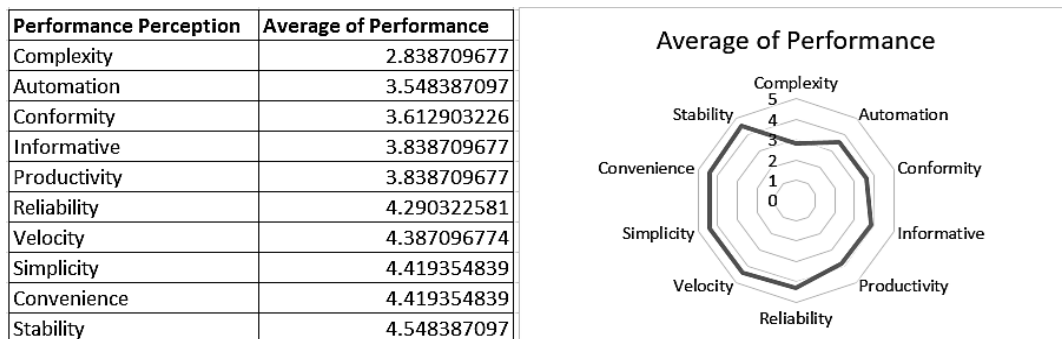 Performance Perception Average of Performance
Complexity 2.838709677
Automation 3.548387097
Conformity 3.612903226
Informative 3.838709677
Productivity 3.838709677
Reliability 4.290322581
Velocity 4.387096774
Simplicity 4.419354839
Convenience 4.419354839
Stability 4.548387097
Average of Performance
Complexity
5
Stability 4 Automation
3
Convenience 2 Conformity
1
0
Simplicity Informative
Velocity Productivity
Reliability